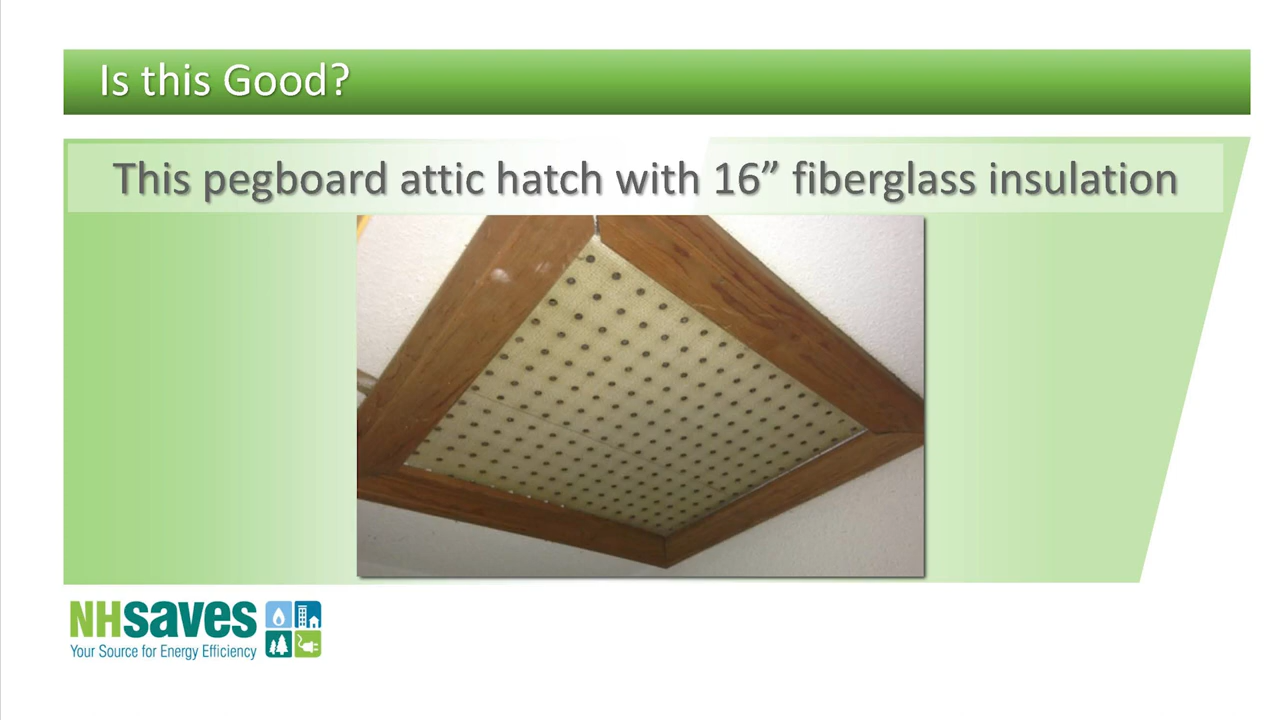 Is this Good?
This pegboard attic hatch with 16” fiberglass insulation
NHsaves
Your Source for Energy Efficiency